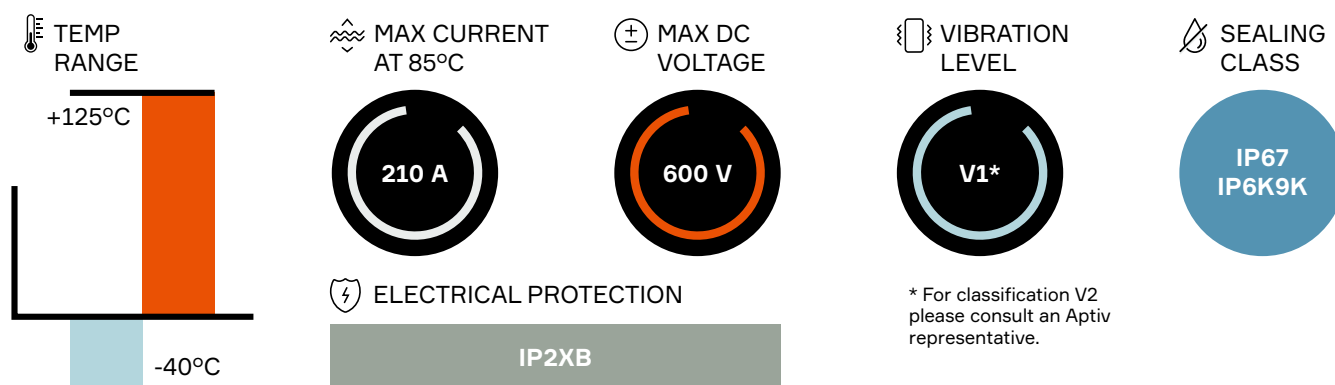 TEMP
RANGE
+125°C
-40°C
MAX CURRENT
AT 85°C
210 A
MAX DC
VOLTAGE
600 V
ELECTRICAL PROTECTION
IP2XB
VIBRATION
LEVEL
V1*
* For classification V2
please consult an Aptiv
representative.
SEALING
CLASS
IP67
IP6K9K